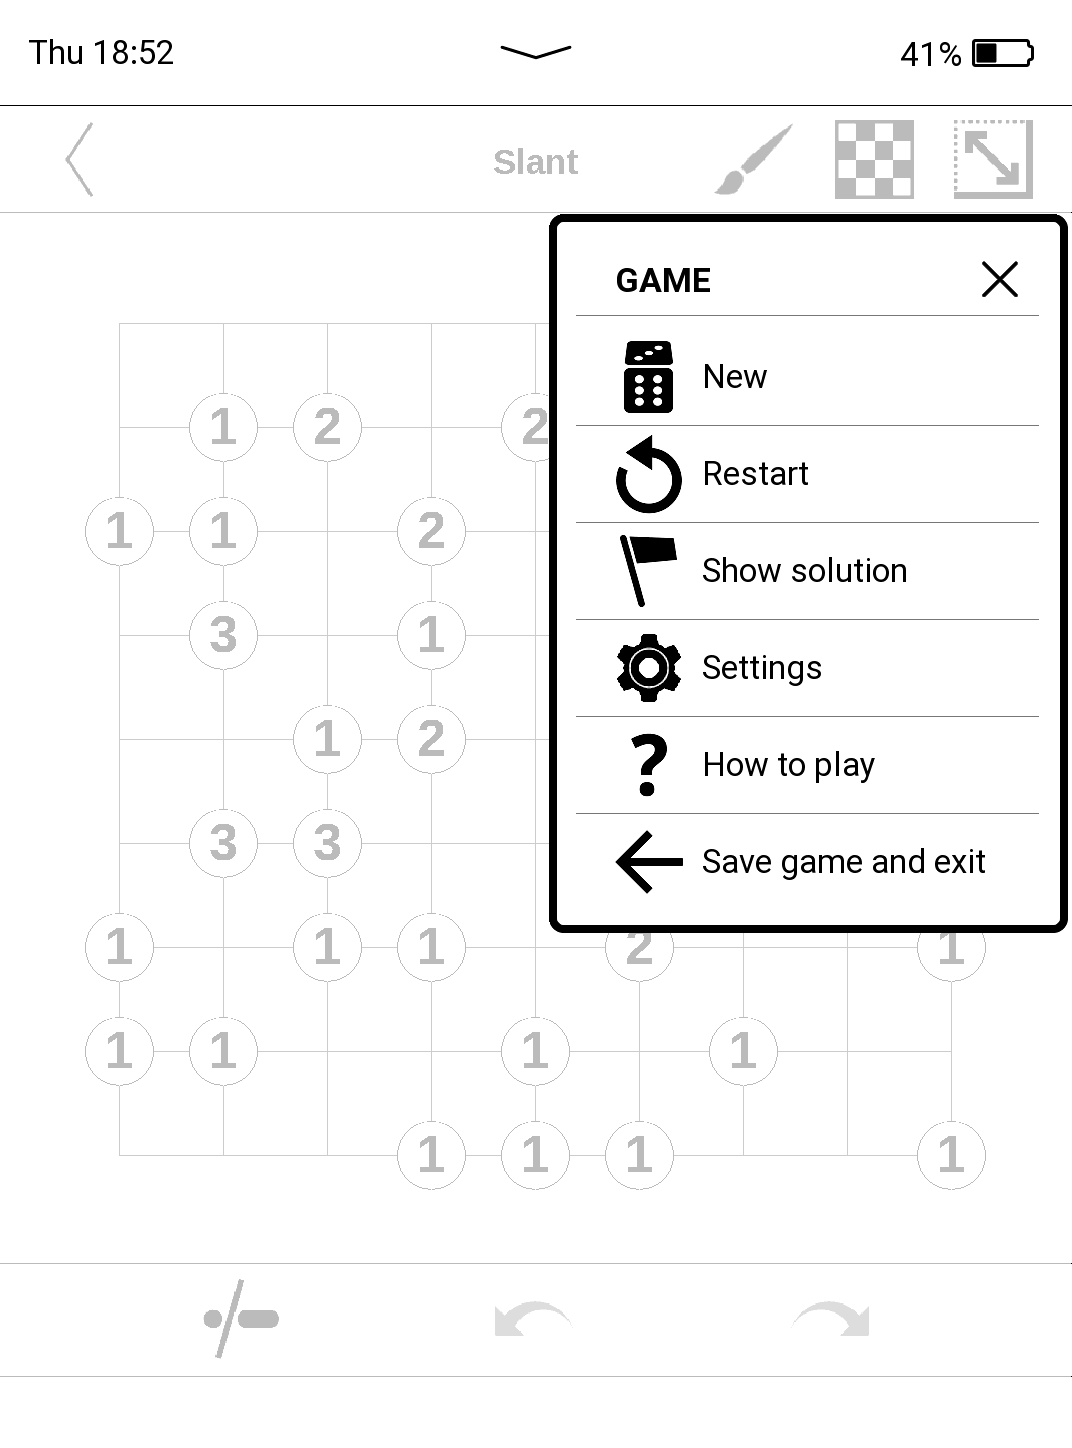 Thu 18:52
41%
Slant
GAME
New
Restart
Show solution
Settings
How to play
Save game and exit
1 2 2
1 1 2
3 1
1 2
3 3
1 1 1 2 1
1 1 1 1
1 1 1 1